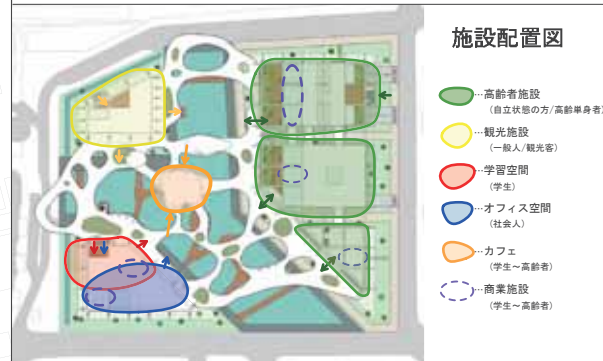 施設配置図
…高齢者施設
(自立状態の方/高齢単身者)
…観光施設
(一般人/観光客)
…学習空間
(学生)
…オフィス空間
(社会人)
…カフェ
(学生~高齢者)
…商業施設
(学生~高齢者)